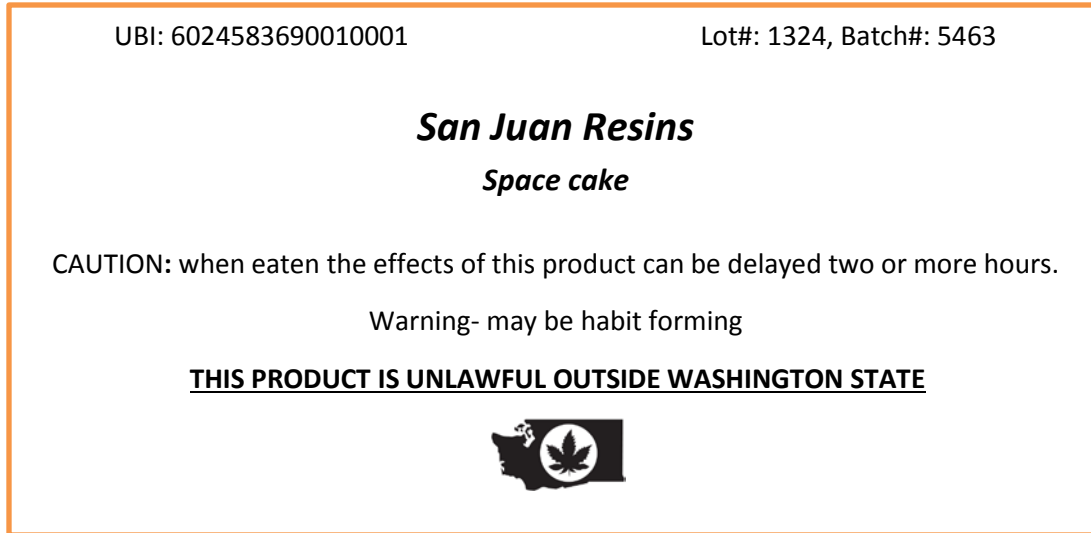 UBI: 6024583690010001 Lot#: 1324, Batch#: 5463
San Juan Resins
Space cake
CAUTION: when eaten the effects of this product can be delayed two or more hours.
Warning- may be habit forming
THIS PRODUCT IS UNLAWFUL OUTSIDE WASHINGTON STATE